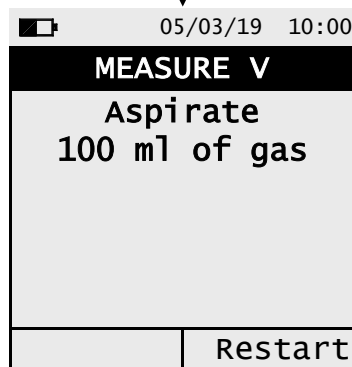 05/03/19 10:00
MEASURE V
Aspirate
100 ml of gas
Restart